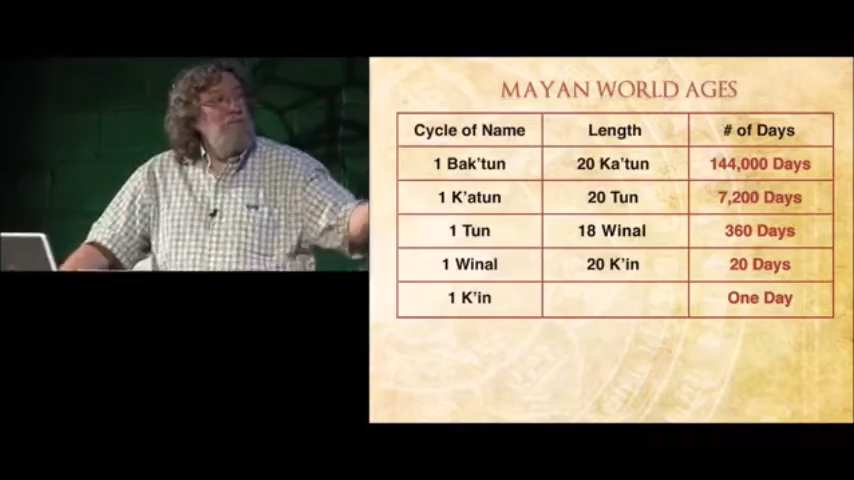 MAYAN WORLD AGES
Cycle of Name Length # of Days
1 Bak'tun 20 Ka'tun 144,000 Days
1 K'atun 20 Tun 7,200 Days
1 Tun 18 Winal 360 Days
1 Winal 20 K'in 20 Days
1 K'in One Day